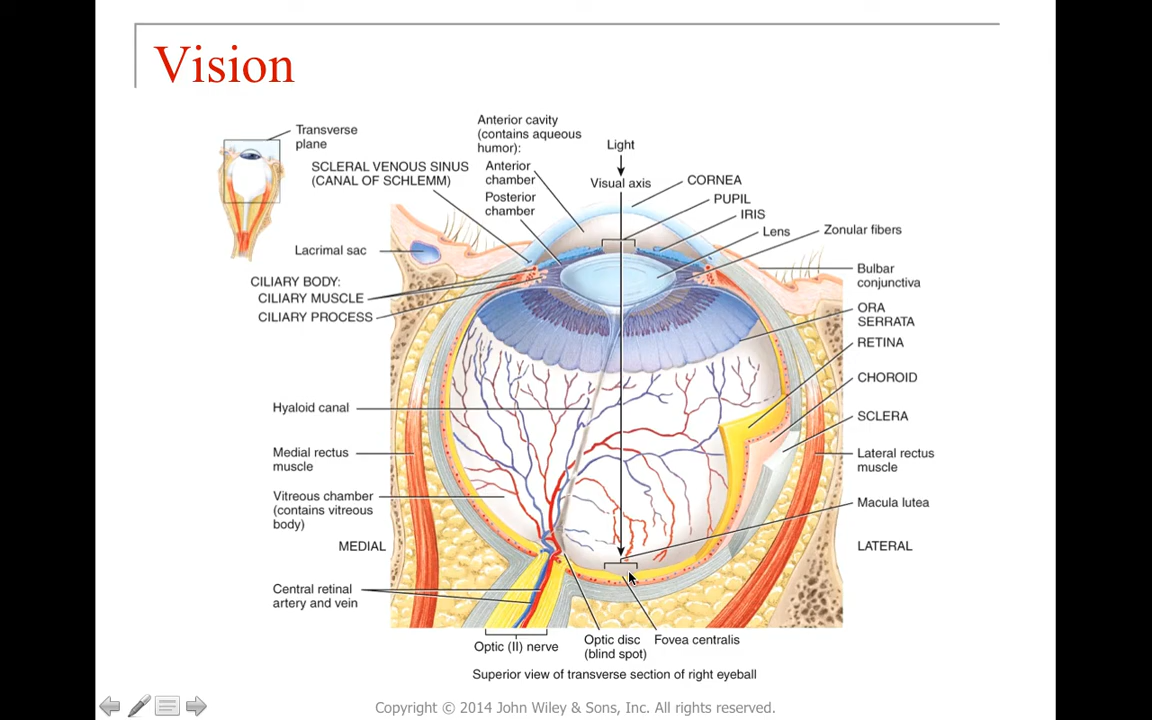 Vision
Transverse
plane
SCLERAL VENOUS SINUS
(CANAL OF SCHLEMM)
Anterior cavity
(contains aqueous
humor):
Anterior
chamber
Posterior
chamber
Light
Visual axis
CORNEA
PUPIL
IRIS
Lens
Zonular fibers
Lacrimal sac
CILIARY BODY:
CILIARY MUSCLE
CILIARY PROCESS
Bulbar
conjunctiva
ORA
SERRATA
RETINA
CHOROID
SCLERA
Hyaloid canal
Medial rectus
muscle
Lateral rectus
muscle
Vitreous chamber
(contains vitreous
body)
Macula lutea
MEDIAL
LATERAL
Central retinal
artery and vein
Optic (II) nerve
Optic disc
(blind spot)
Fovea centralis
Superior view of transverse section of right eyeball
Copyright © 2014 John Wiley & Sons, Inc. All rights reserved.